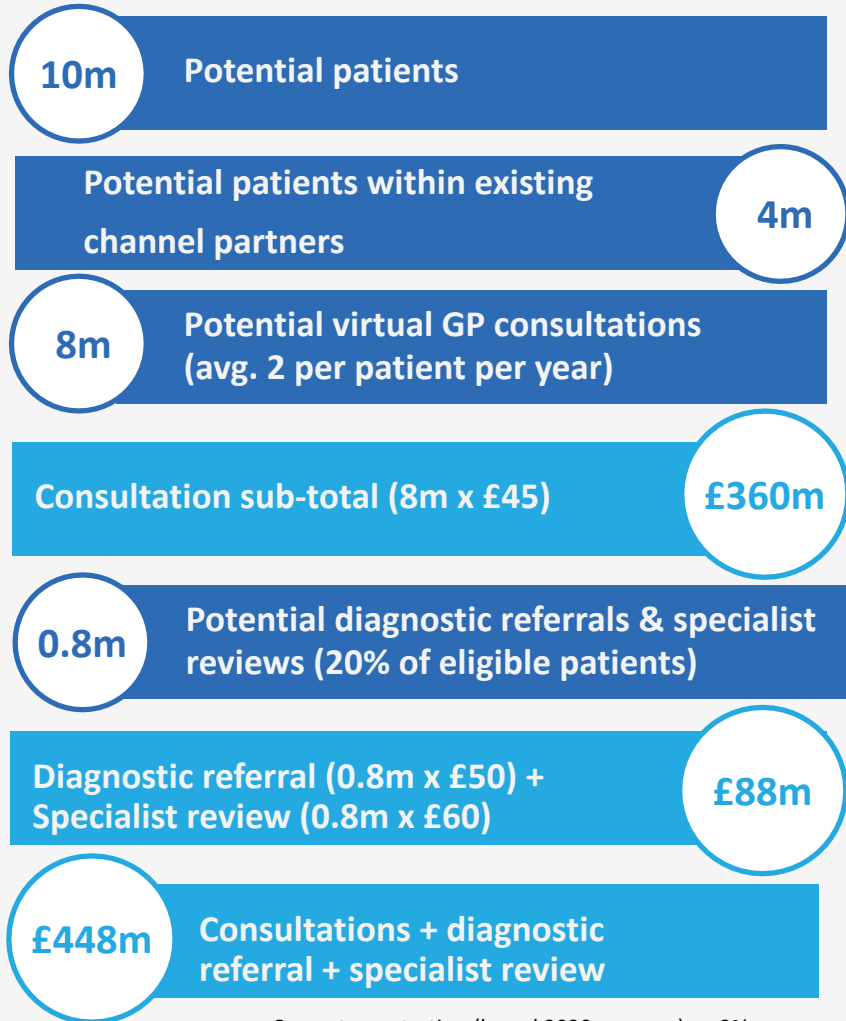 10m
Potential patients
Potential patients within existing
channel partners
4m
8m
Potential virtual GP consultations
(avg. 2 per patient per year)
Consultation sub-total (8m x £45)
£360m
0.8m
Potential diagnostic referrals & specialist
reviews (20% of eligible patients)
Diagnostic referral (0.8m x £50) +
Specialist review (0.8m x £60)
£88m
£448m
Consultations + diagnostic
referral + specialist review